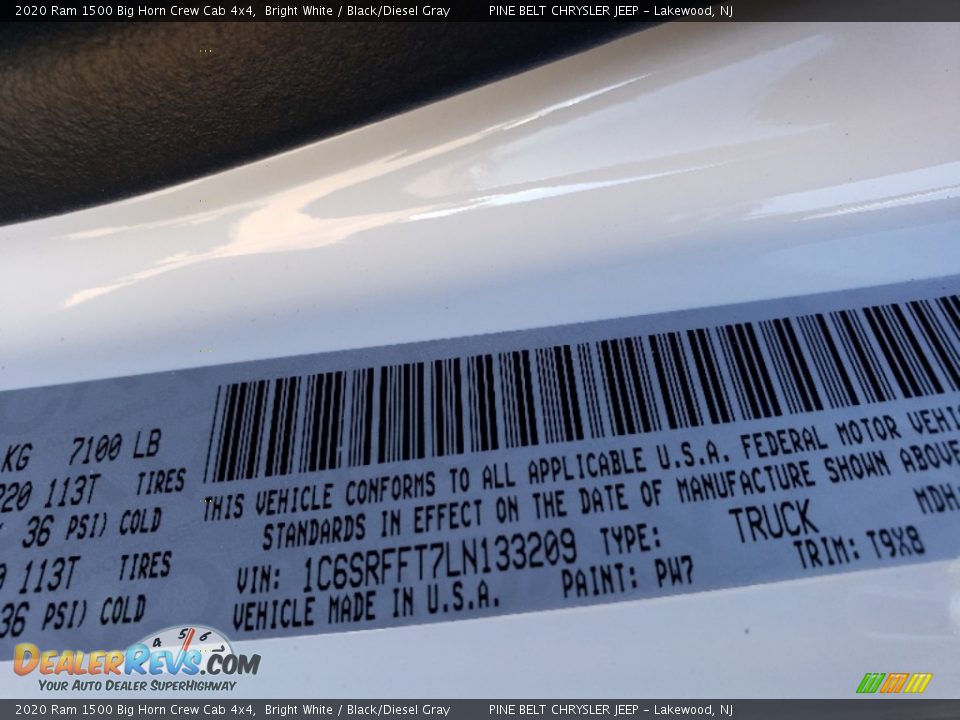 2020 Ram 1500 Big Horn Crew Cab 4x4, Bright White / Black/Diesel Gray PINE BELT CHRYSLER JEEP - Lakewood, NJ
KG 7100 LB
220 113T TIRES
36 PSI) COLD
113T TIRES
36 PSI) COLD
THIS VEHICLE CONFORMS TO ALL APPLICABLE U.S.A. FEDERAL MOTOR
STANDARDS IN EFFECT ON THE DATE OF MANUFACTURE SHOWN ABOVE
MDH:
VIN: 1C6SRFFT7LN133209 TYPE: TRUCK
VEHICLE MADE IN U.S.A. PAINT: PW7 TRIM: T9X8
4 5 6
DEALERREVS.COM
YOUR AUTO DEALER SUPERHIGHWAY
2020 Ram 1500 Big Horn Crew Cab 4x4, Bright White / Black/Diesel Gray PINE BELT CHRYSLER JEEP - Lakewood, NJ